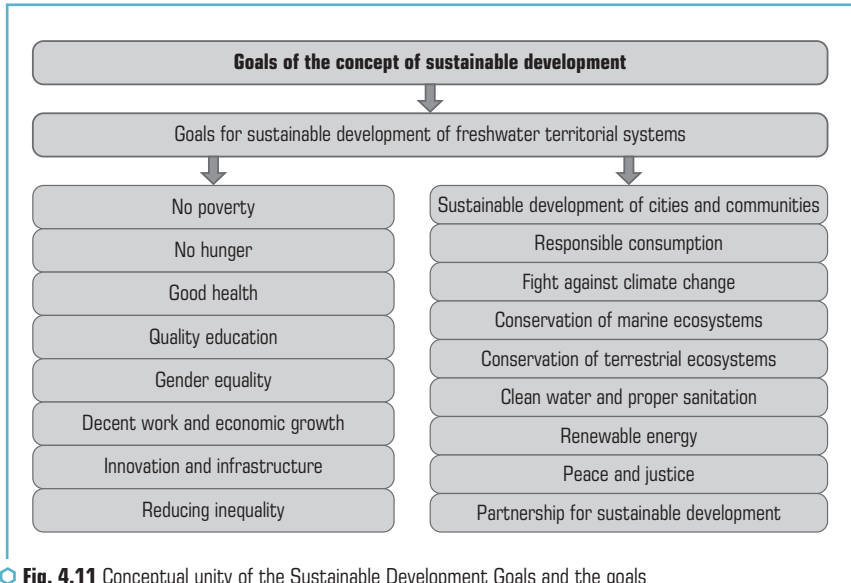 Goals of the concept of sustainable development
Goals for sustainable development of freshwater territorial systems
No poverty
No hunger
Good health
Quality education
Gender equality
Decent work and economic growth
Innovation and infrastructure
Reducing inequality
Sustainable development of cities and communities
Responsible consumption
Fight against climate change
Conservation of marine ecosystems
Conservation of terrestrial ecosystems
Clean water and proper sanitation
Renewable energy
Peace and justice
Partnership for sustainable development
Fig. 4.11 Conceptual unity of the Sustainable Development Goals and the goals